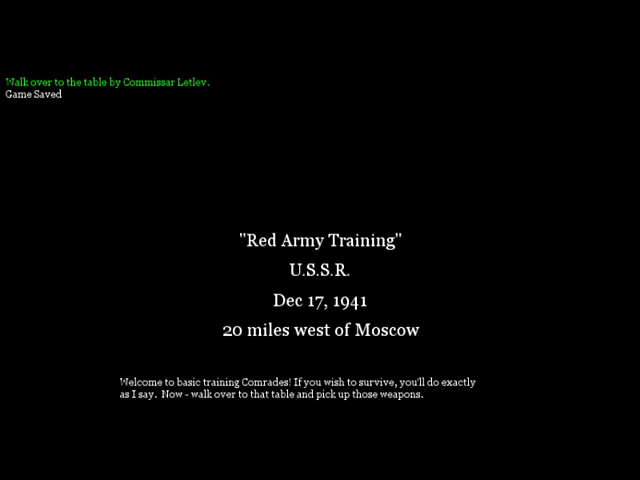 Walk over to the table by Commissar Letlev.
Game Saved
"Red Army Training"
U.S.S.R.
Dec 17, 1941
20 miles west of Moscow
Welcome to basic training Comrades! If you wish to survive, you'll do exactly
as I say.  Now - walk over to that table and pick up those weapons.